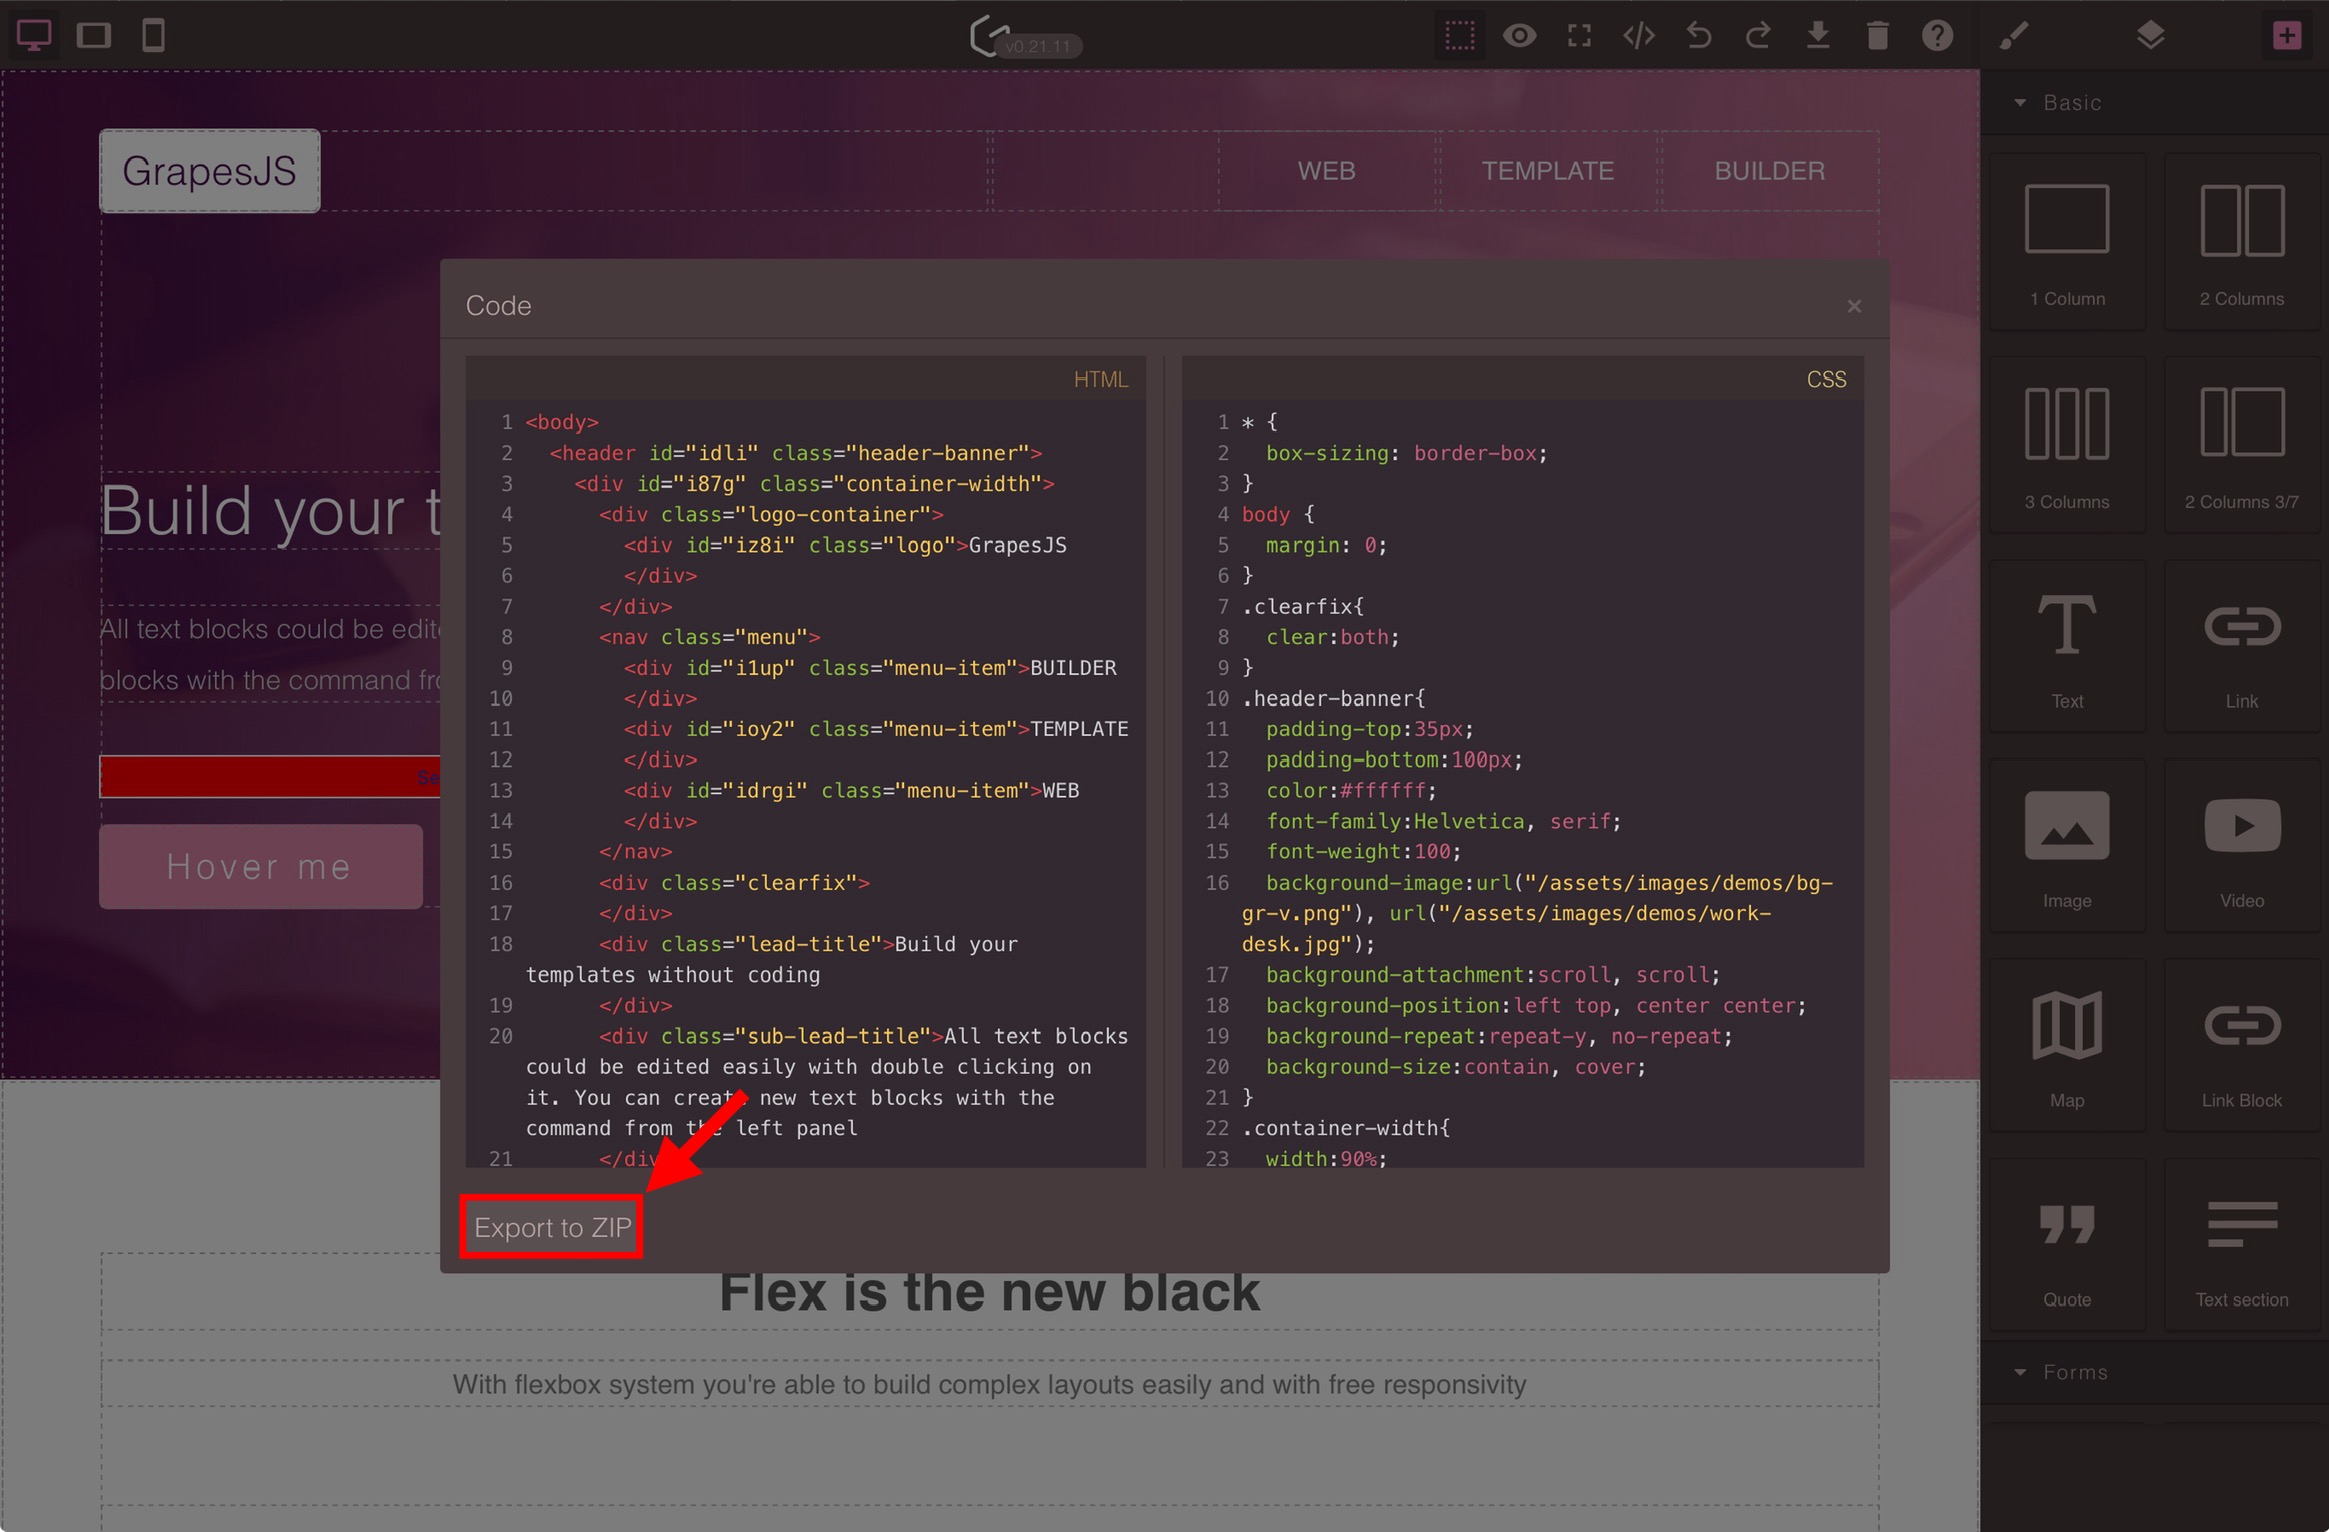 v0.21.11
Basic
GrapesJS
WEB
TEMPLATE
BUILDER
1 Column
2 Columns
3 Columns
2 Columns 3/7
Text
Link
Image
Video
Map
Link Block
Quote
Text section
Forms
Build your t
All text blocks could be edit
blocks with the command fr
Se
Hover me
Code
×
HTML
1 <body>
2 <header id="idli" class="header-banner">
3 <div id="i87g" class="container-width">
4 <div class="logo-container">
5 <div id="iz8i" class="logo">GrapesJS
6 </div>
7 </div>
8 <nav class="menu">
9 <div id="i1up" class="menu-item">BUILDER
10 </div>
11 <div id="ioy2" class="menu-item">TEMPLATE
12 </div>
13 <div id="idrgi" class="menu-item">WEB
14 </div>
15 </nav>
16 <div class="clearfix">
17 </div>
18 <div class="lead-title">Build your
templates without coding
19 </div>
20 <div class="sub-lead-title">All text blocks
could be edited easily with double clicking on
it. You can create new text blocks with the
command from the left panel
21 </div>
CSS
1 * {
2 box-sizing: border-box;
3 }
4 body {
5 margin: 0;
6 }
7 .clearfix{
8 clear:both;
9 }
10 .header-banner{
11 padding-top:35px;
12 padding-bottom:100px;
13 color:#ffffff;
14 font-family:Helvetica, serif;
15 font-weight:100;
16 background-image:url("/assets/images/demos/bg-
gr-v.png"), url("/assets/images/demos/work-
desk.jpg");
17 background-attachment:scroll, scroll;
18 background-position:left top, center center;
19 background-repeat:repeat-y, no-repeat;
20 background-size:contain, cover;
21 }
22 .container-width{
23 width:90%;
Export to ZIP
Flex is the new black
With flexbox system you're able to build complex layouts easily and with free responsivity